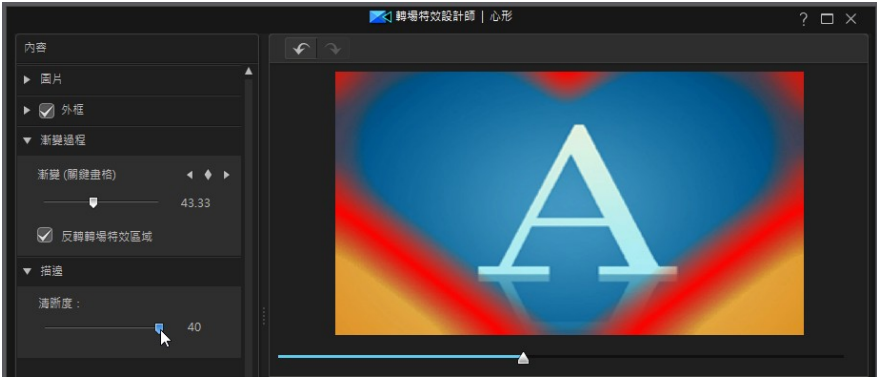 轉場特效設計師 | 心形
?
內容
圖片
外框
漸變過程
漸變 (關鍵畫格)
43.33
反轉轉場特效區域
描邊
清晰度 :
40
A